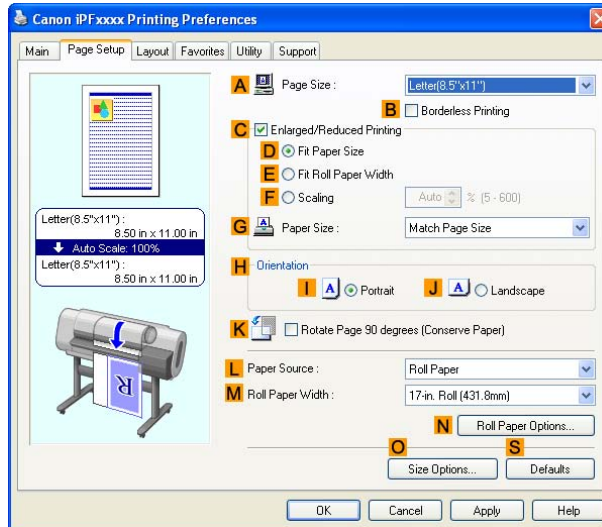 Canon iPFxxxx Printing Preferences
Main Page Setup Layout Favorites Utility Support
A Page Size : Letter(8.5"x11")
B Borderless Printing
C Enlarged/Reduced Printing
D Fit Paper Size
E Fit Roll Paper Width
F Scaling Auto % (5 - 600)
G Paper Size : Match Page Size
Letter(8.5"x11") :
8.50 in x 11.00 in
Auto Scale: 100%
Letter(8.5"x11") :
8.50 in x 11.00 in
H Orientation
I A Portrait J A Landscape
K Rotate Page 90 degrees (Conserve Paper)
L Paper Source : Roll Paper
M Roll Paper Width : 17-in. Roll (431.8mm)
R
N Roll Paper Options...
O S
Size Options... Defaults
OK Cancel Apply Help